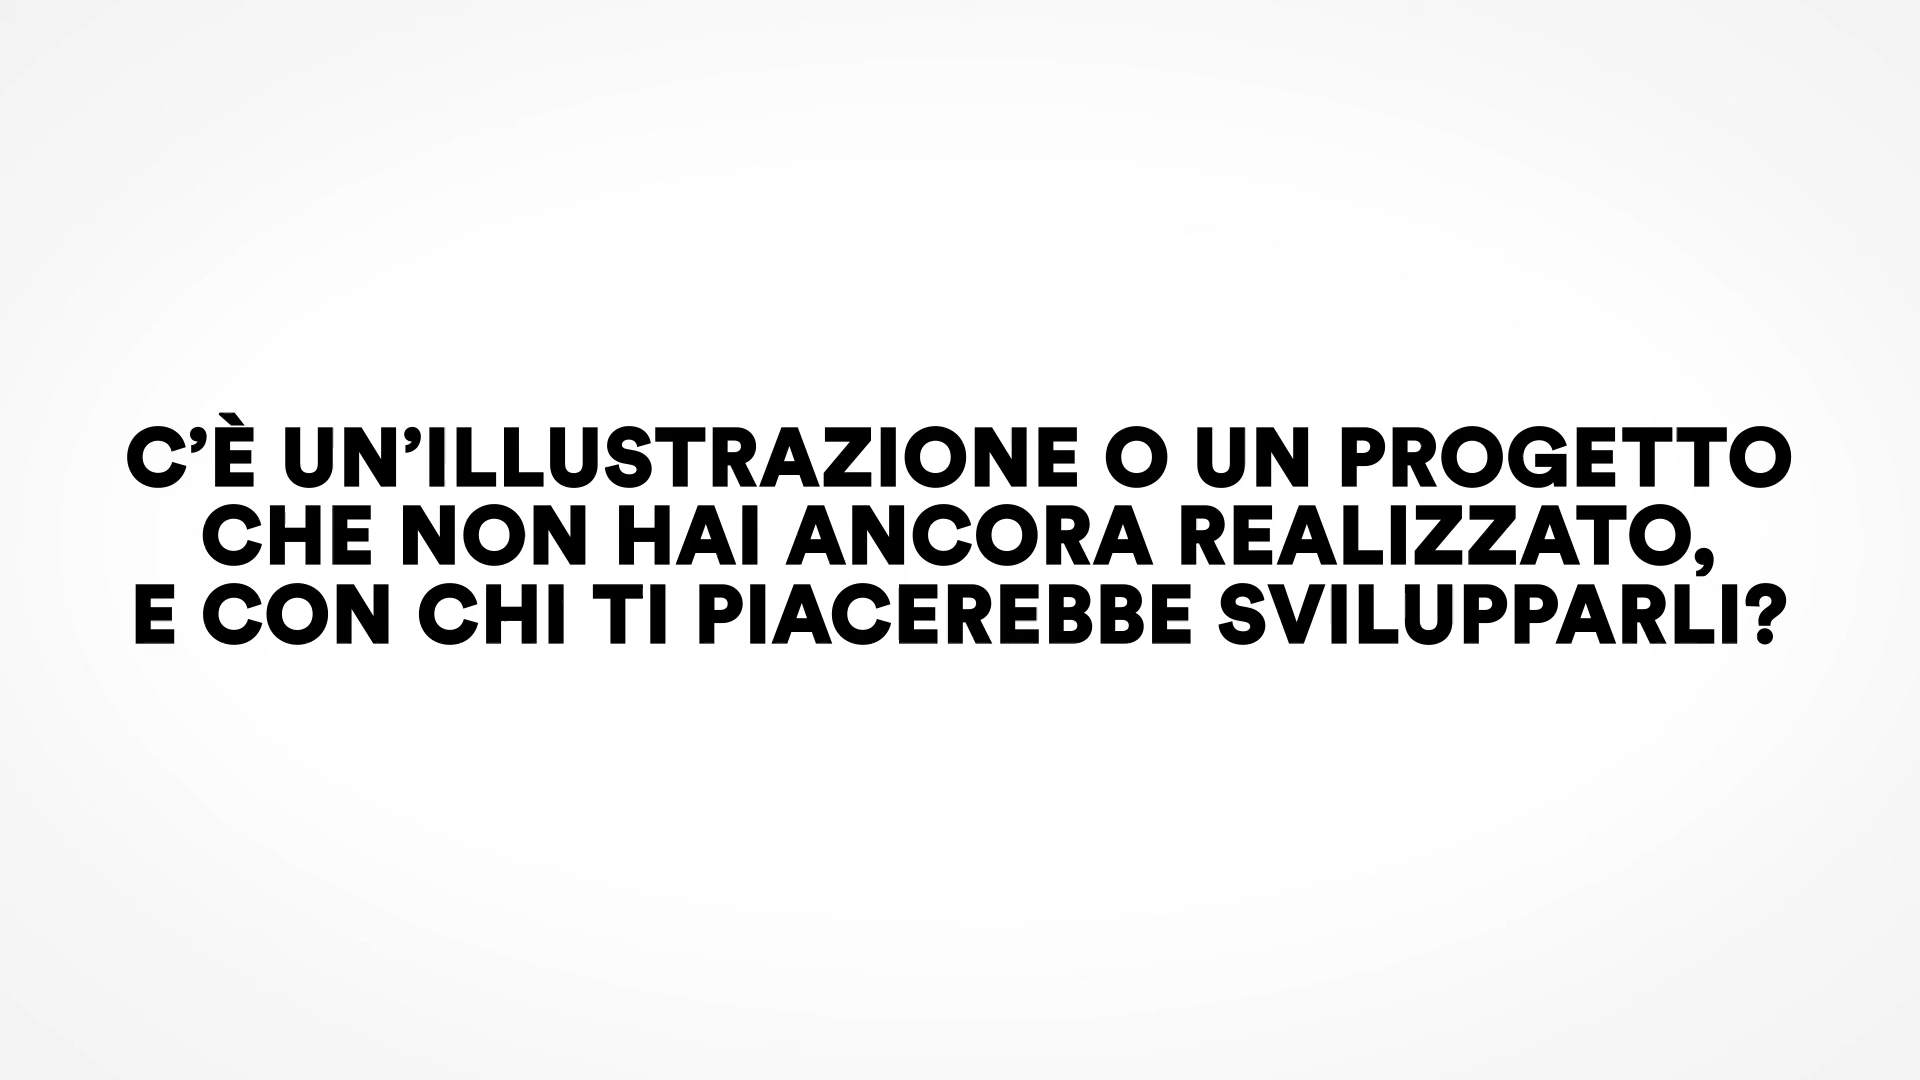 C’È UN’ILLUSTRAZIONE O UN PROGETTO
CHE NON HAI ANCORA REALIZZATO,
E CON CHI TI PIACEREBBE SVILUPPARLI?